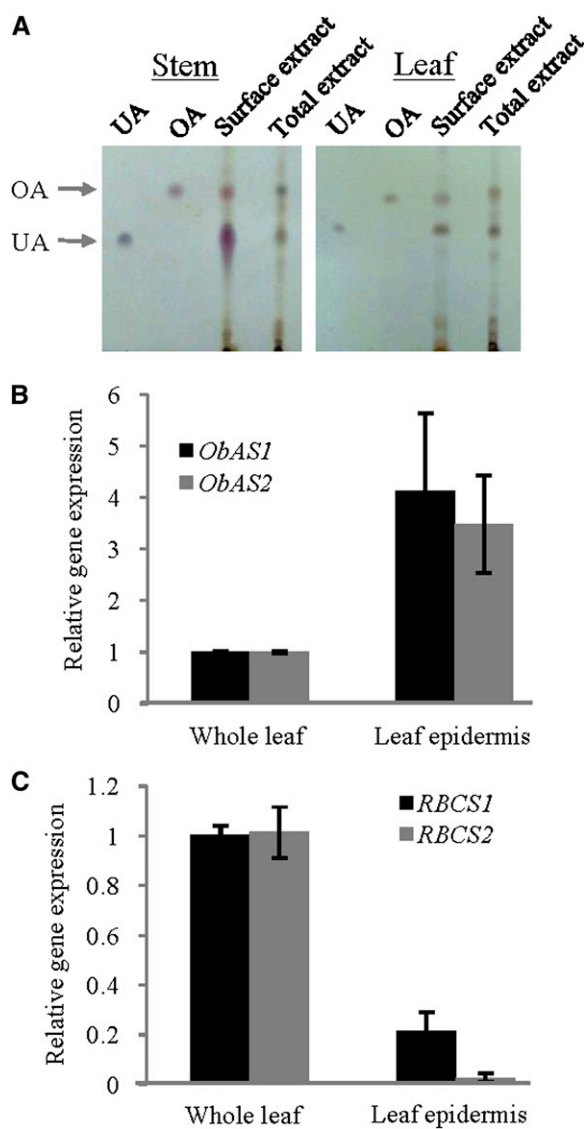 A
Stem
Leaf
UA
OA
Surface extract
Total extract
UA
OA
Surface extract
Total extract
OA
UA
B
Relative gene expression
6
5
4
3
2
1
0
ObAS1
ObAS2
Whole leaf
Leaf epidermis
C
Relative gene expression
1.2
1
0.8
0.6
0.4
0.2
0
RBCS1
RBCS2
Whole leaf
Leaf epidermis